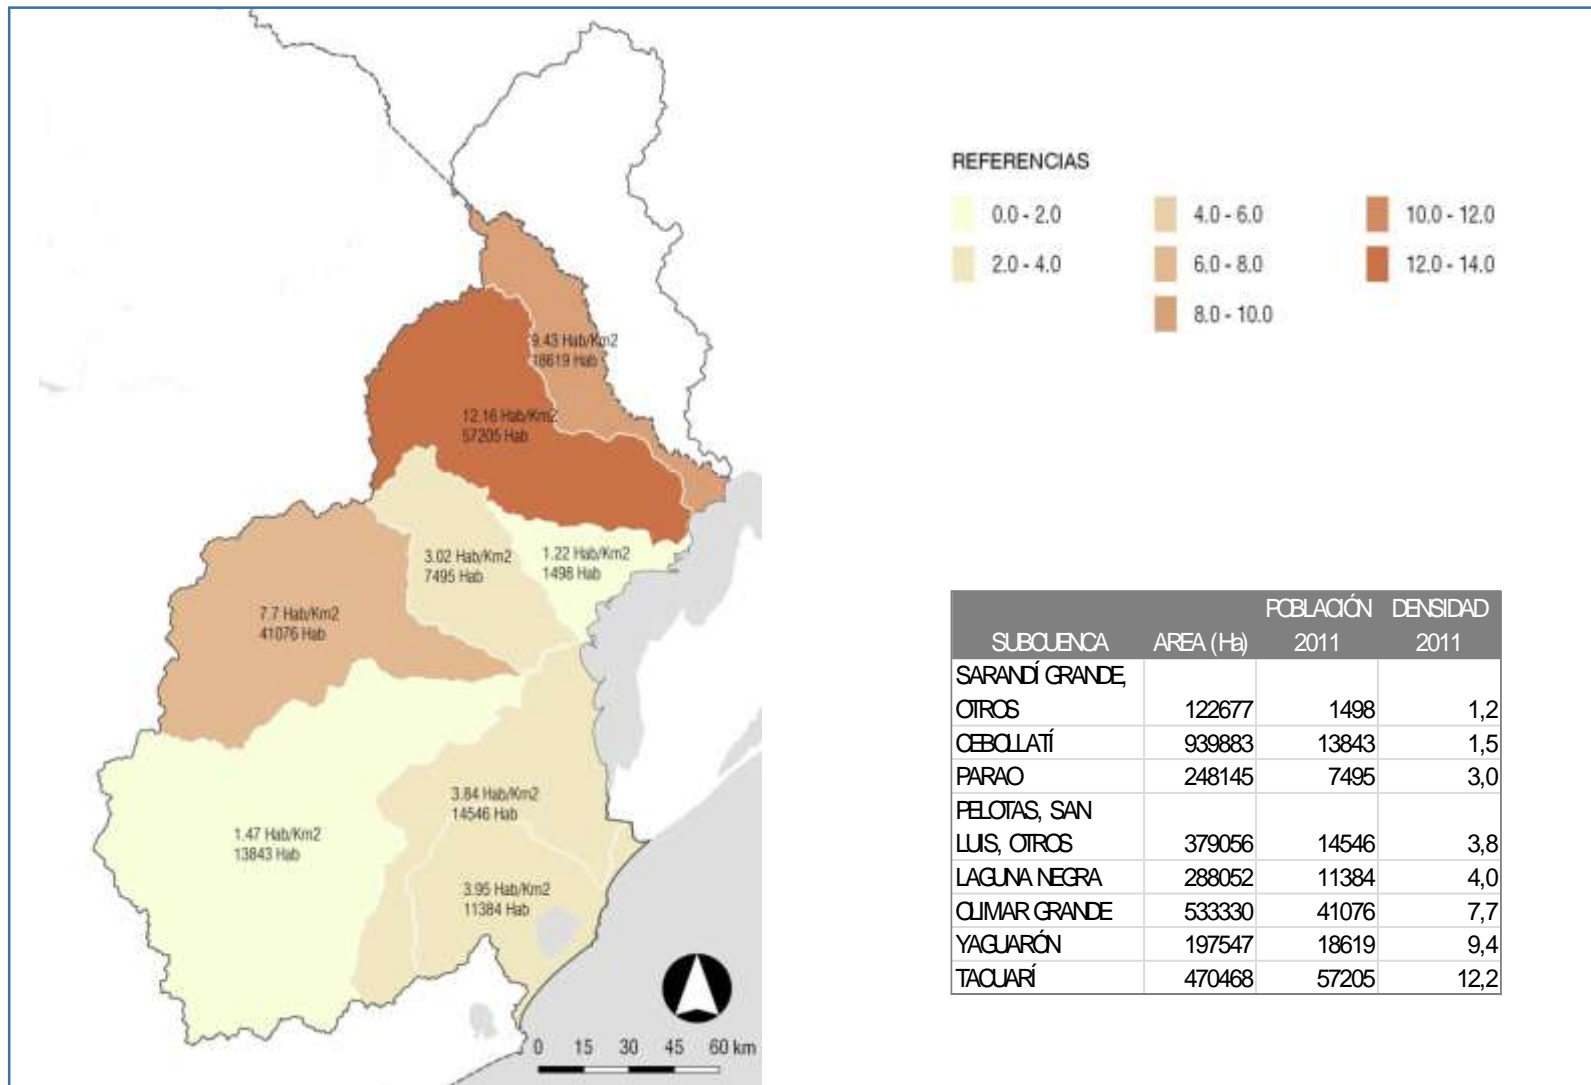 REFERENCIAS
0.0 - 2.0
2.0 - 4.0
4.0 - 6.0
6.0 - 8.0
8.0 - 10.0
10.0 - 12.0
12.0 - 14.0
9.43 Hab/Km2
18619 Hab
12.16 Hab/Km2
57205 Hab
3.02 Hab/Km2
7495 Hab
1.22 Hab/Km2
1498 Hab
7.7 Hab/Km2
41076 Hab
3.84 Hab/Km2
14546 Hab
1.47 Hab/Km2
13843 Hab
3.95 Hab/Km2
11384 Hab
0 15 30 45 60 km
SUBCUENCA AREA (Ha) POBLACIÓN 2011 DENSIDAD 2011
SARANDÍ GRANDE,
OTROS 122677 1498 1,2
CEBOLLATÍ 939883 13843 1,5
PARAO 248145 7495 3,0
PELOTAS, SAN
LUIS, OTROS 379056 14546 3,8
LAGUNA NEGRA 288052 11384 4,0
OLIMAR GRANDE 533330 41076 7,7
YAGUARÓN 197547 18619 9,4
TACUARÍ 470468 57205 12,2